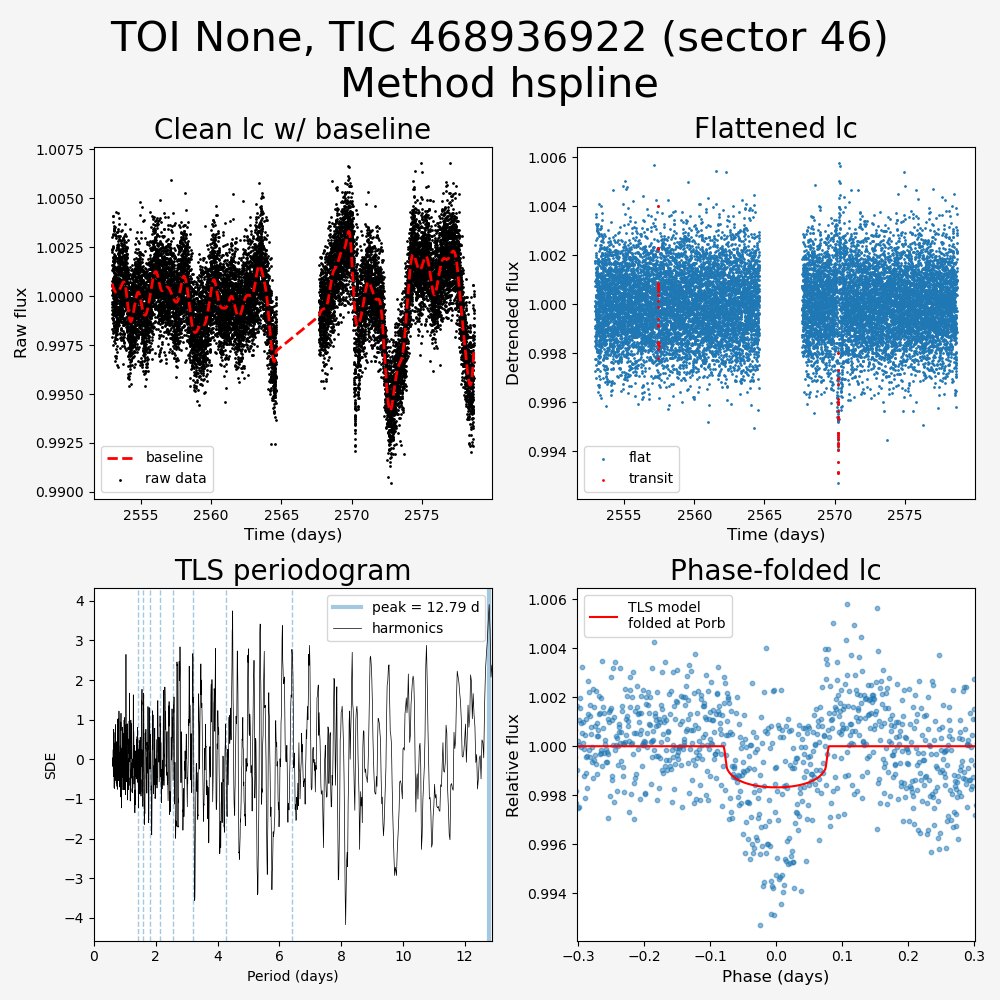 TOI None, TIC 468936922 (sector 46)
Method hspline
Clean lc w/ baseline
Raw flux
1.0075
1.0050
1.0025
1.0000
0.9975
0.9950
0.9925
0.9900
baseline
raw data
2555
2560
2565
2570
2575
Time (days)
Flattened lc
Detrended flux
1.006
1.004
1.002
1.000
0.998
0.996
0.994
flat
transit
2555
2560
2565
2570
2575
Time (days)
TLS periodogram
SDE
4
3
2
1
0
−1
−2
−3
−4
peak = 12.79 d
harmonics
0
2
4
6
8
10
12
Period (days)
Phase-folded lc
Relative flux
1.006
1.004
1.002
1.000
0.998
0.996
0.994
TLS model
folded at Porb
−0.3
−0.2
−0.1
0.0
0.1
0.2
0.3
Phase (days)